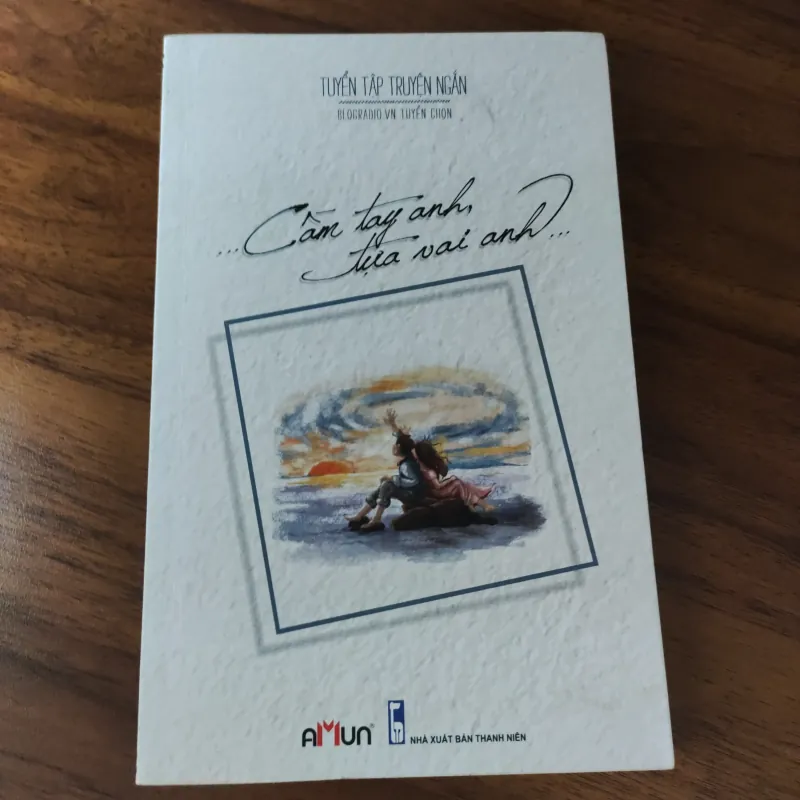 TUYỂN TẬP TRUYỆN NGẮN
BLOGRADIO.VN TUYỂN CHỌN
...Cầm tay anh,
tựa vai anh...
AMUN
NHÀ XUẤT BẢN THANH NIÊN